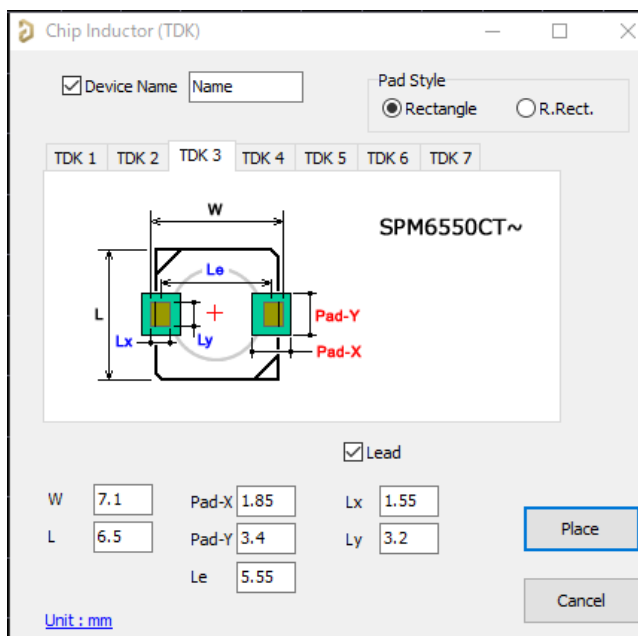 Chip Inductor (TDK)
Device Name Name
Pad Style
Rectangle R.Rect.
TDK 1 TDK 2 TDK 3 TDK 4 TDK 5 TDK 6 TDK 7
W
SPM6550CT~
Le
L
Pad-Y
Lx Ly
Pad-X
Lead
W 7.1 Pad-X 1.85 Lx 1.55
L 6.5 Pad-Y 3.4 Ly 3.2
Place
Le 5.55
Cancel
Unit : mm